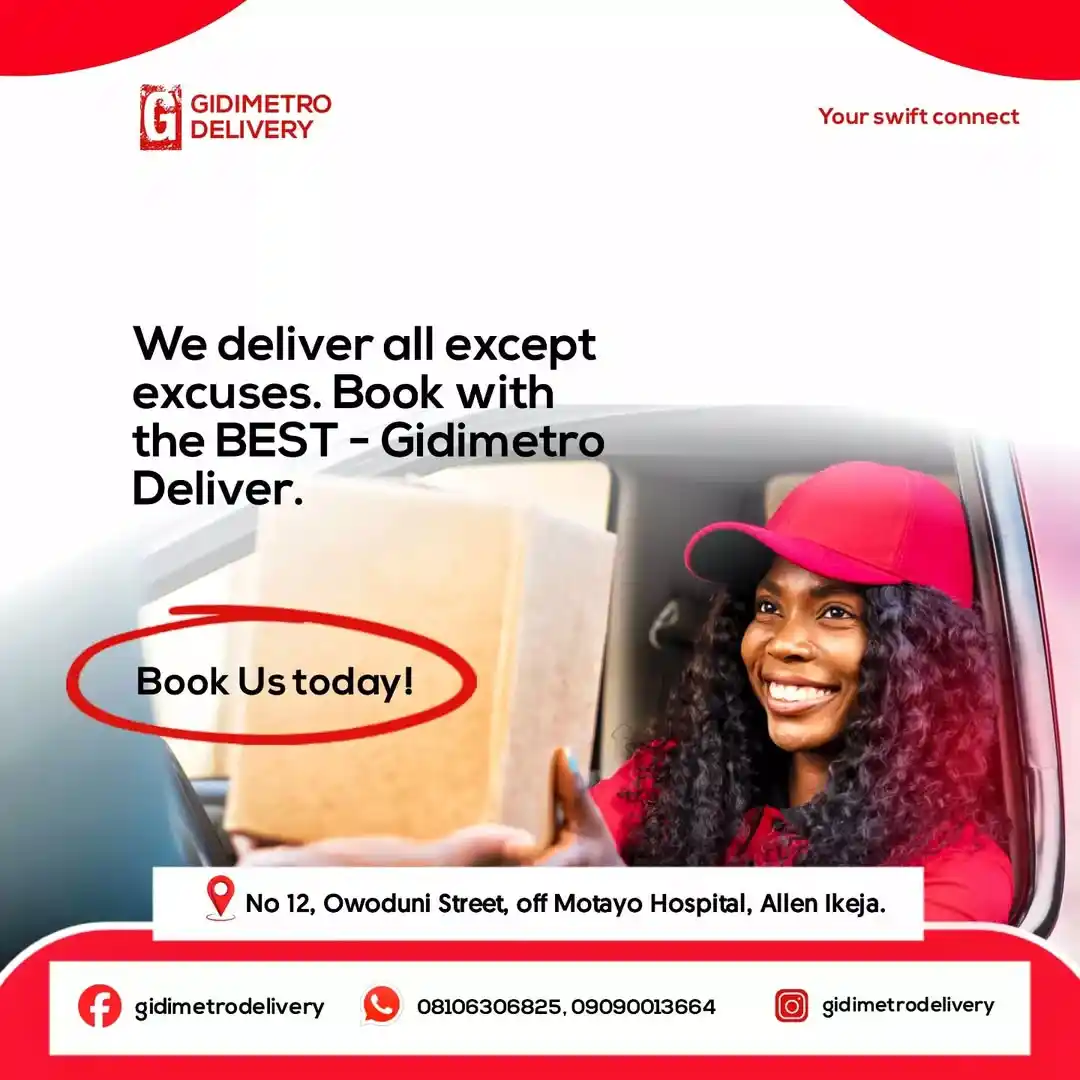 G
GIDIMETRO
DELIVERY
Your swift connect
We deliver all except
excuses. Book with
the BEST - Gidimetro
Deliver.
Book Us today!
No 12, Owoduni Street, off Motayo Hospital, Allen Ikeja.
gidimetrodelivery
08106306825, 09090013664
gidimetrodelivery